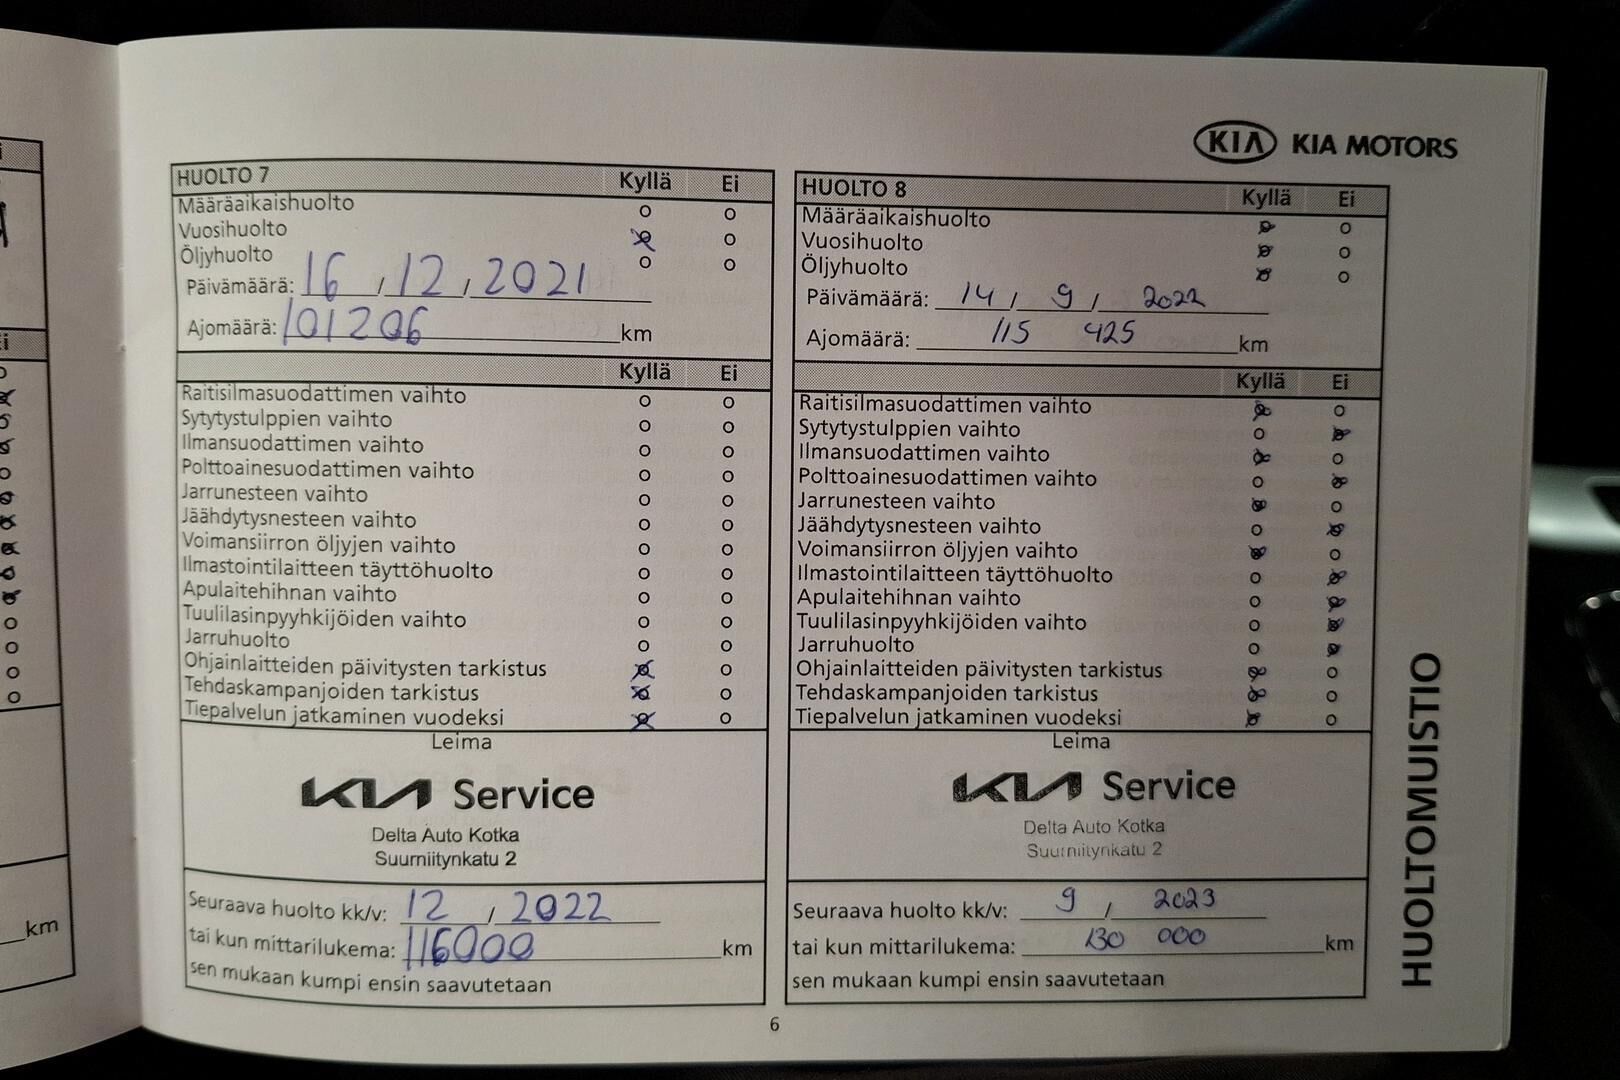 KIA KIA MOTORS
HUOLTO 7 Kyllä Ei
Määräaikaishuolto
Vuosihuolto
Öljyhuolto
Päivämäärä: 16 / 12 / 2021
Ajomäärä: 101206 km
Kyllä Ei
Raitisilmasuodattimen vaihto
Sytytystulppien vaihto
Ilmansuodattimen vaihto
Polttoainesuodattimen vaihto
Jarrunesteen vaihto
Jäähdytysnesteen vaihto
Voimansiirron öljyjen vaihto
Ilmastointilaitteen täyttöhuolto
Apulaitehihnan vaihto
Tuulilasinpyyhkijöiden vaihto
Jarruhuolto
Ohjainlaitteiden päivitysten tarkistus
Tehdaskampanjoiden tarkistus
Tiepalvelun jatkaminen vuodeksi
Leima
KIA Service
Delta Auto Kotka
Suurniitynkatu 2
Seuraava huolto kk/v: 12 / 2022
tai kun mittarilukema: 116000 km
sen mukaan kumpi ensin saavutetaan
HUOLTO 8 Kyllä Ei
Määräaikaishuolto
Vuosihuolto
Öljyhuolto
Päivämäärä: 14 / 9 / 2022
Ajomäärä: 115 425 km
Kyllä Ei
Raitisilmasuodattimen vaihto
Sytytystulppien vaihto
Ilmansuodattimen vaihto
Polttoainesuodattimen vaihto
Jarrunesteen vaihto
Jäähdytysnesteen vaihto
Voimansiirron öljyjen vaihto
Ilmastointilaitteen täyttöhuolto
Apulaitehihnan vaihto
Tuulilasinpyyhkijöiden vaihto
Jarruhuolto
Ohjainlaitteiden päivitysten tarkistus
Tehdaskampanjoiden tarkistus
Tiepalvelun jatkaminen vuodeksi
Leima
KIA Service
Delta Auto Kotka
Suurniitynkatu 2
Seuraava huolto kk/v: 9 / 2023
tai kun mittarilukema: 130 000 km
sen mukaan kumpi ensin saavutetaan
HUOLTOMUISTIO
6
Ei
km